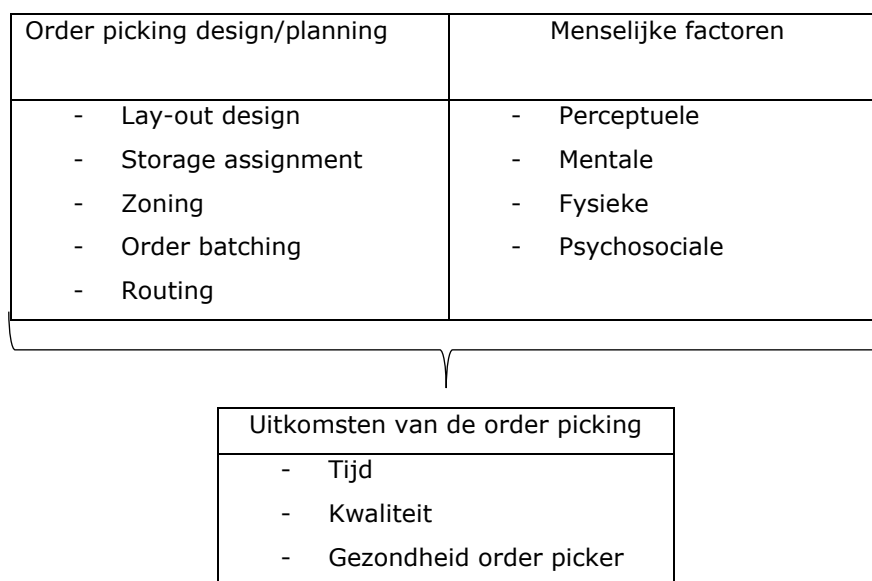 Order picking design/planning
Menselijke factoren
- Lay-out design
- Storage assignment
- Zoning
- Order batching
- Routing
- Perceptuele
- Mentale
- Fysieke
- Psychosociale
Uitkomsten van de order picking
- Tijd
- Kwaliteit
- Gezondheid order picker